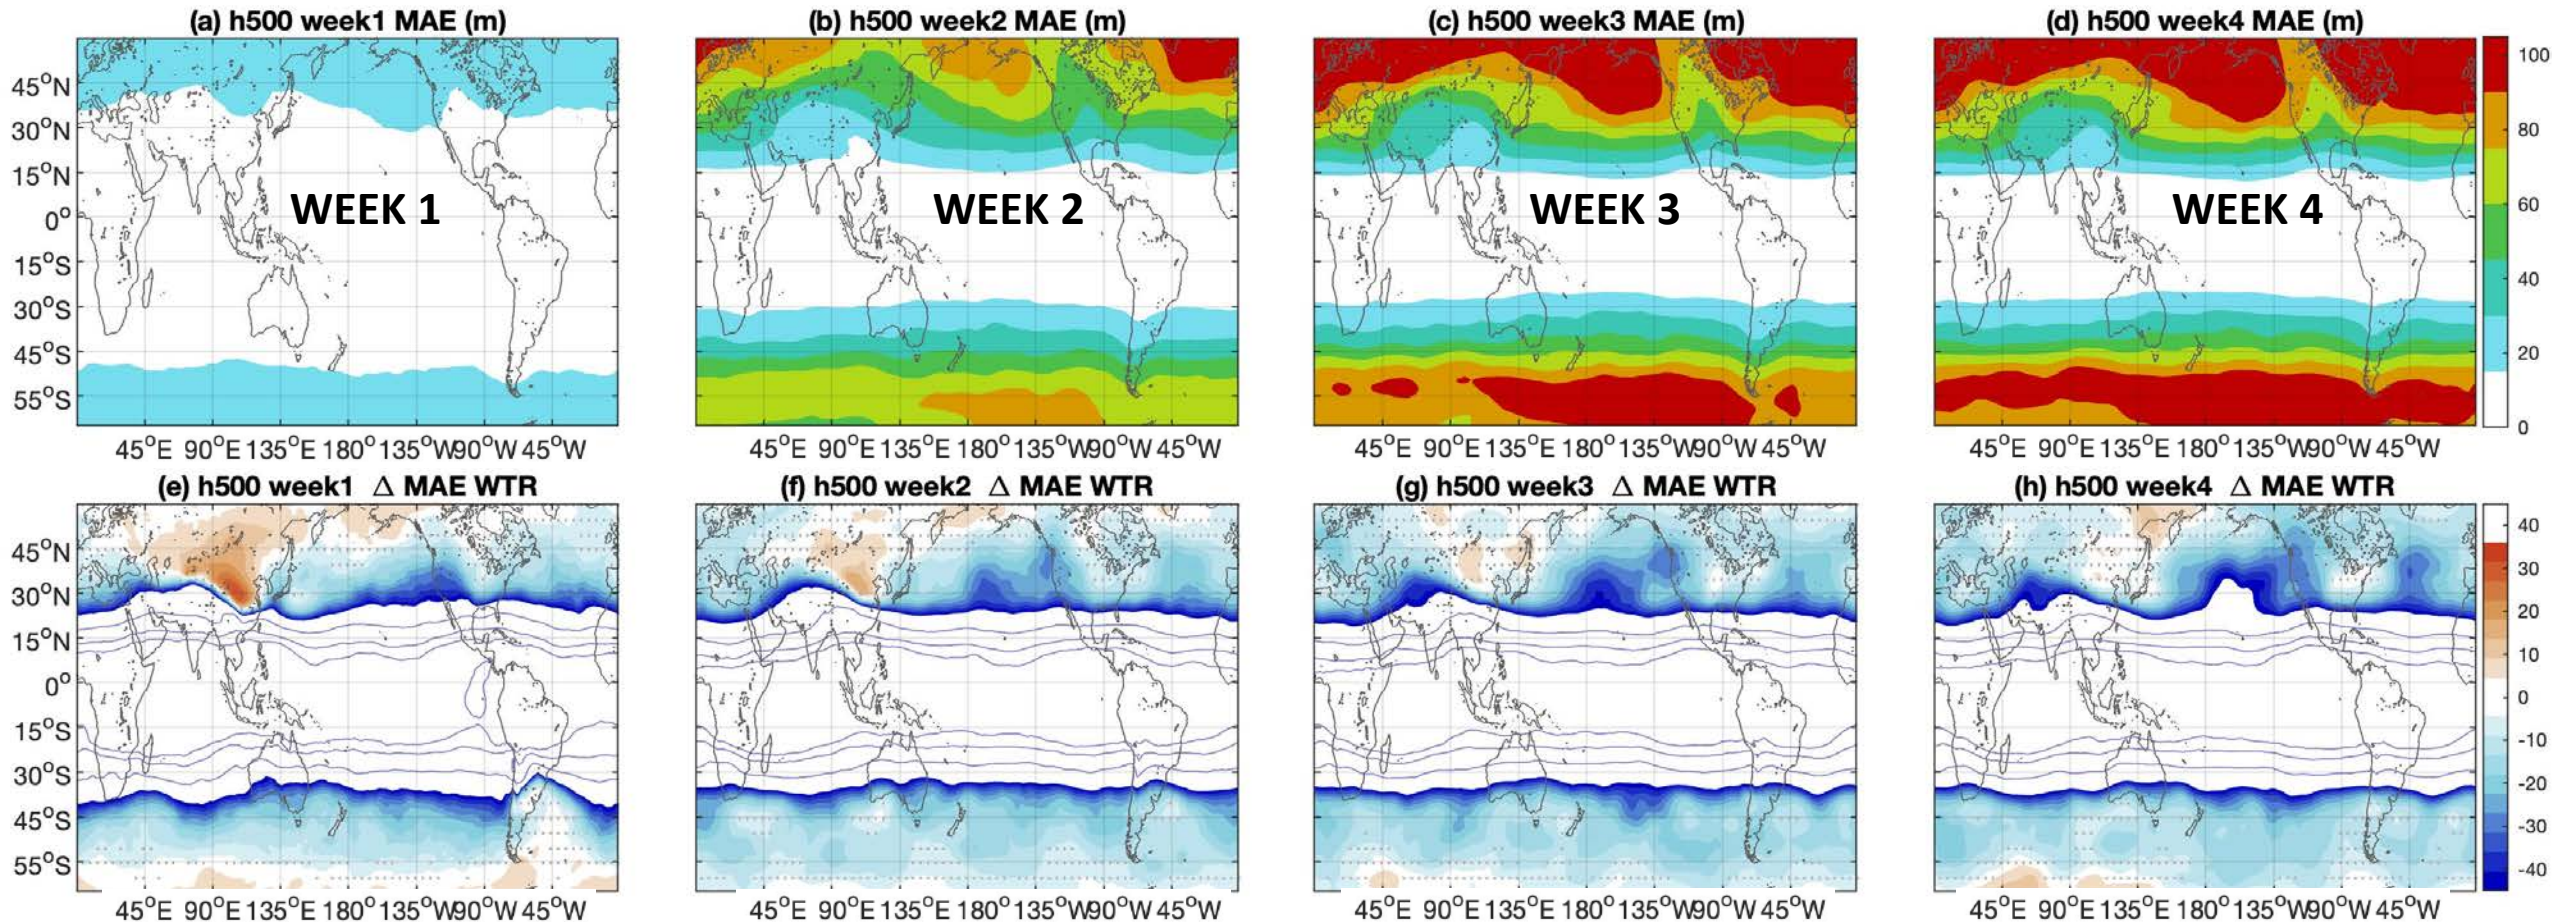 (a) h500 week1 MAE (m)
(b) h500 week2 MAE (m)
(c) h500 week3 MAE (m)
(d) h500 week4 MAE (m)
45°N
30°N
15°N
0°
15°S
30°S
45°S
55°S
WEEK 1
WEEK 2
WEEK 3
WEEK 4
100
80
60
40
20
0
45°E 90°E 135°E 180° 135°W 90°W 45°W
45°E 90°E 135°E 180° 135°W 90°W 45°W
45°E 90°E 135°E 180° 135°W 90°W 45°W
45°E 90°E 135°E 180° 135°W 90°W 45°W
(e) h500 week1 Δ MAE WTR
(f) h500 week2 Δ MAE WTR
(g) h500 week3 Δ MAE WTR
(h) h500 week4 Δ MAE WTR
45°N
30°N
15°N
0°
15°S
30°S
45°S
55°S
40
30
20
10
0
-10
-20
-30
-40
45°E 90°E 135°E 180° 135°W 90°W 45°W
45°E 90°E 135°E 180° 135°W 90°W 45°W
45°E 90°E 135°E 180° 135°W 90°W 45°W
45°E 90°E 135°E 180° 135°W 90°W 45°W